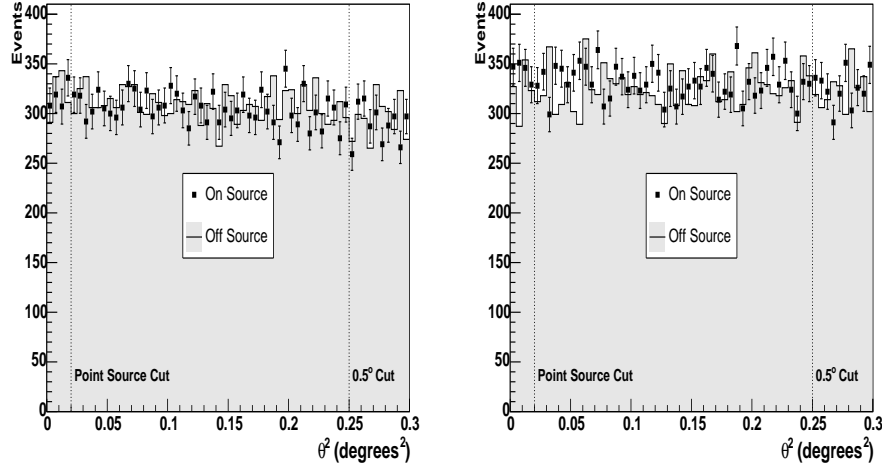 Events
400
350
300
250
200
150
100
50
0
On Source
Off Source
Point Source Cut
0.5° Cut
0 0.05 0.1 0.15 0.2 0.25 0.3
θ² (degrees²)
Events
400
350
300
250
200
150
100
50
0
On Source
Off Source
Point Source Cut
0.5° Cut
0 0.05 0.1 0.15 0.2 0.25 0.3
θ² (degrees²)